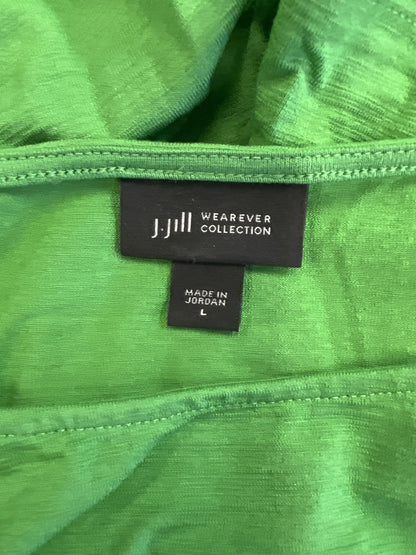 J.Jill WEAREVER
COLLECTION
MADE IN
JORDAN
L